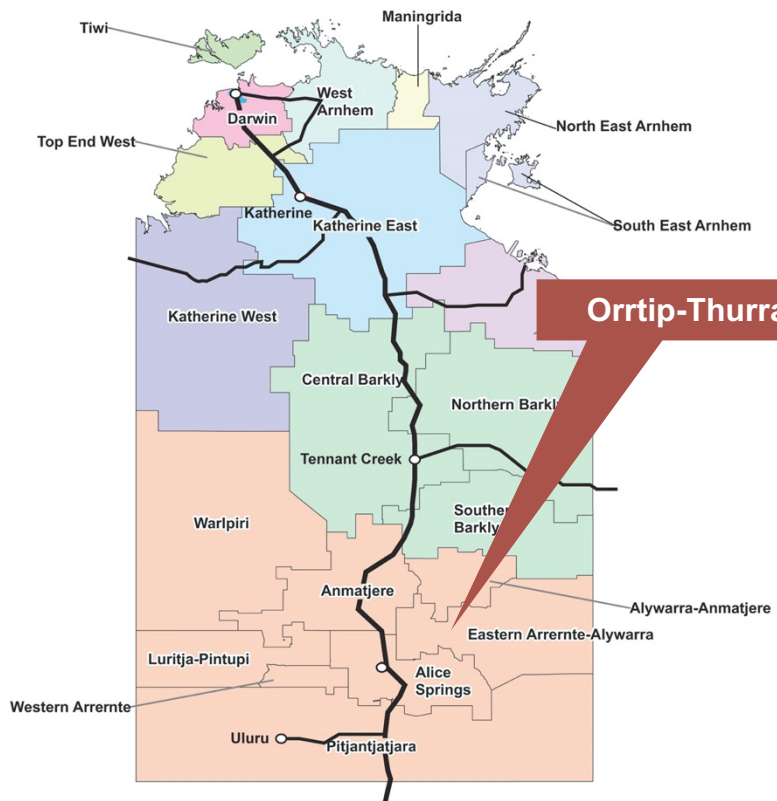 Maningrida
Tiwi
West
Arnhem
Darwin
North East Arnhem
Top End West
Katherine
Katherine East
South East Arnhem
Orrtip-Thurra
Katherine West
Central Barkly
Northern Barkly
Tennant Creek
Southern
Barkly
Warlpiri
Anmatjere
Alywarra-Anmatjere
Eastern Arrernte-Alywarra
Luritja-Pintupi
Alice
Springs
Western Arrernte
Uluru
Pitjantjatjara